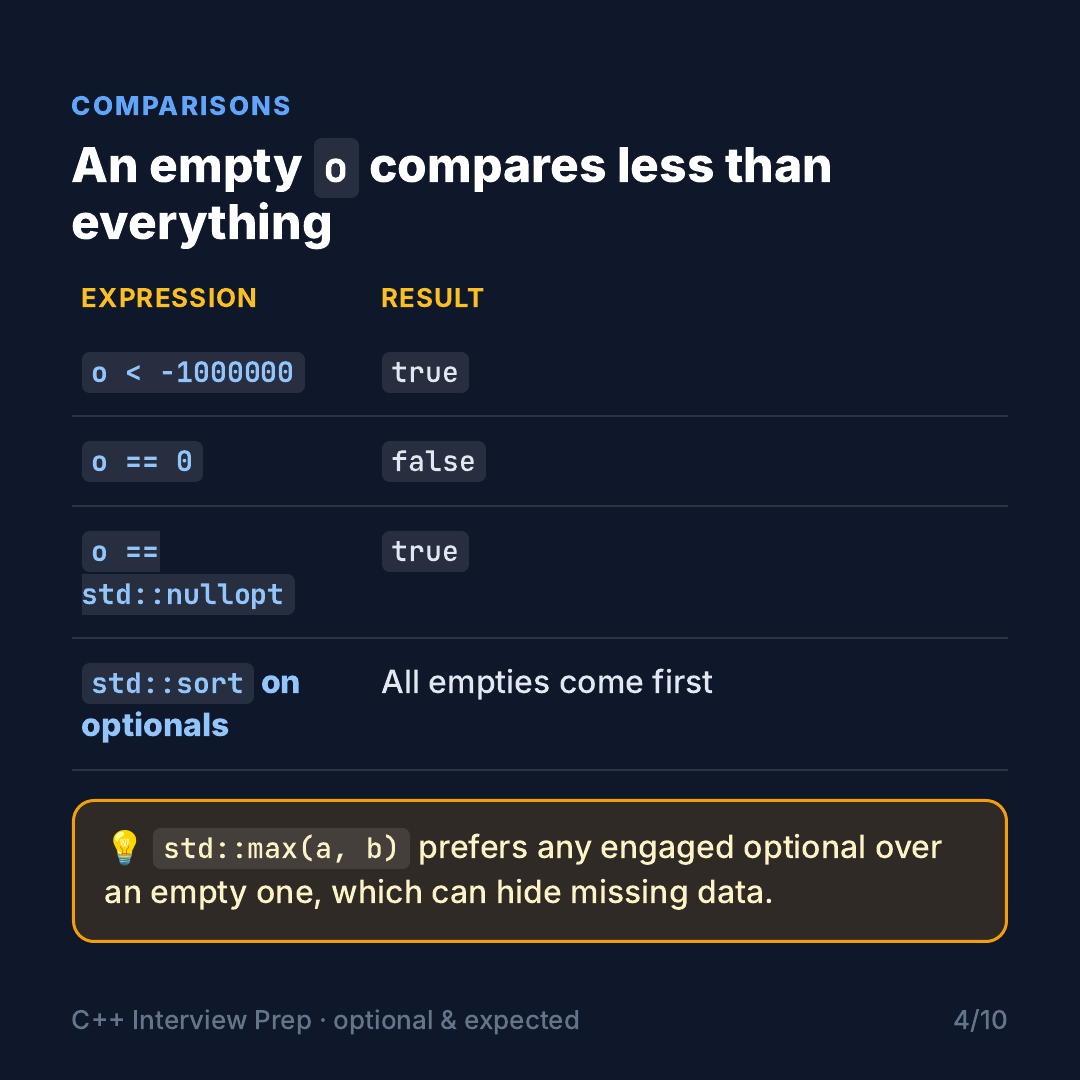 COMPARISONS
An empty o compares less than
everything
EXPRESSION RESULT
o < -1000000 true
o == 0 false
o == true
std::nullopt
std::sort on All empties come first
optionals
💡 std::max(a, b) prefers any engaged optional over
an empty one, which can hide missing data.
C++ Interview Prep · optional & expected 4/10